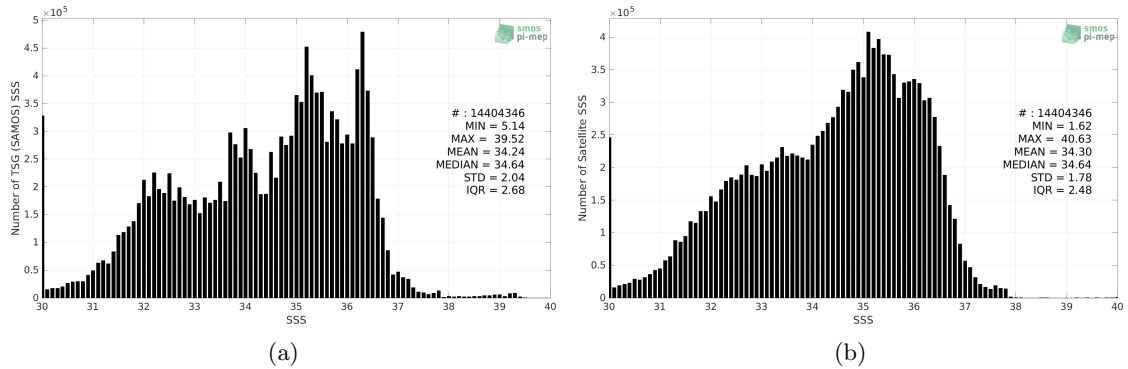 ×10⁵
5
4.5
4
3.5
3
2.5
2
1.5
1
0.5
0
Number of TSG (SAMOS) SSS
smos
pi-mep
# : 14404346
MIN = 5.14
MAX = 39.52
MEAN = 34.24
MEDIAN = 34.64
STD = 2.04
IQR = 2.68
30 31 32 33 34 35 36 37 38 39 40
SSS
(a)
×10⁵
4
3.5
3
2.5
2
1.5
1
0.5
0
Number of Satellite SSS
smos
pi-mep
# : 14404346
MIN = 1.62
MAX = 40.63
MEAN = 34.30
MEDIAN = 34.64
STD = 1.78
IQR = 2.48
30 31 32 33 34 35 36 37 38 39 40
SSS
(b)